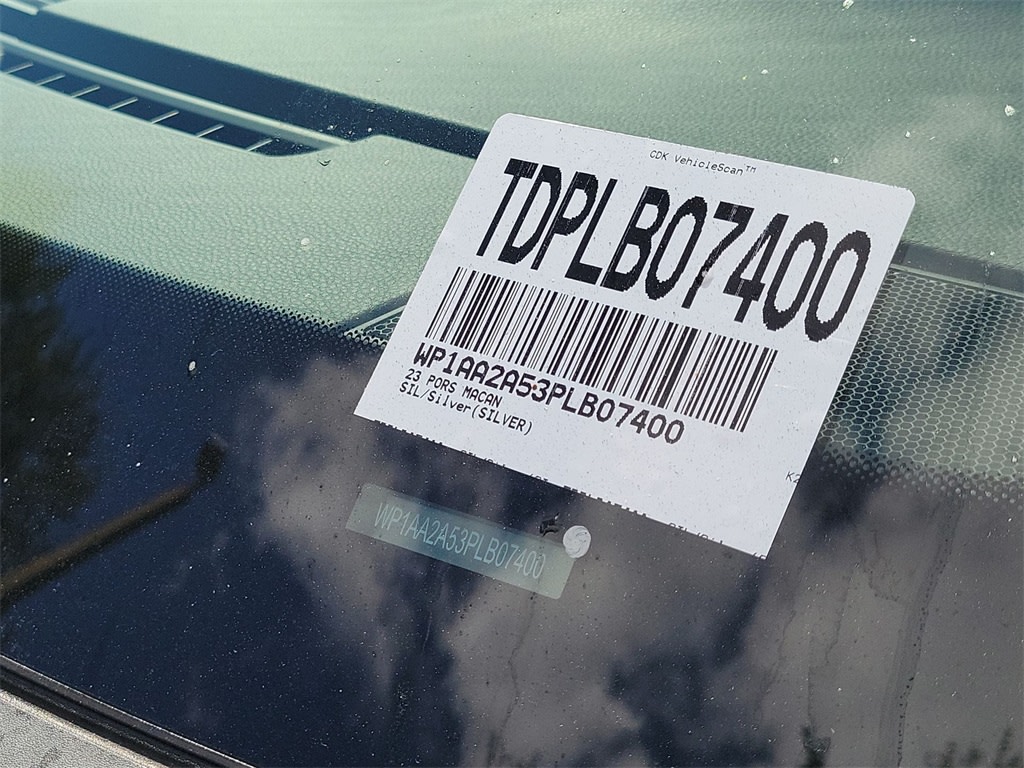 CDK VehicleScan™
TDPLB07400
WP1AA2A53PLB07400
23 PORS MACAN
SIL/Silver(SILVER)
WP1AA2A53PLB07400